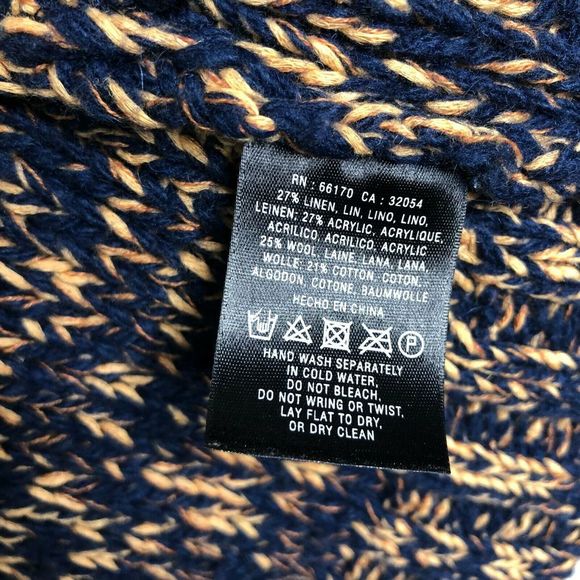 RN : 66170 CA : 32054
27% LINEN, LIN, LINO, LINO,
LEINEN: 27% ACRYLIC, ACRYLIQUE,
ACRILICO, ACRILICO, ACRYLIC
25% WOOL, LAINE, LANA, LANA,
WOLLE. 21% COTTON. COTON.
ALGODON, COTONE, BAUMWOLLE
HECHO EN CHINA
P
HAND WASH SEPARATELY
IN COLD WATER,
DO NOT BLEACH,
DO NOT WRING OR TWIST,
LAY FLAT TO DRY,
OR DRY CLEAN